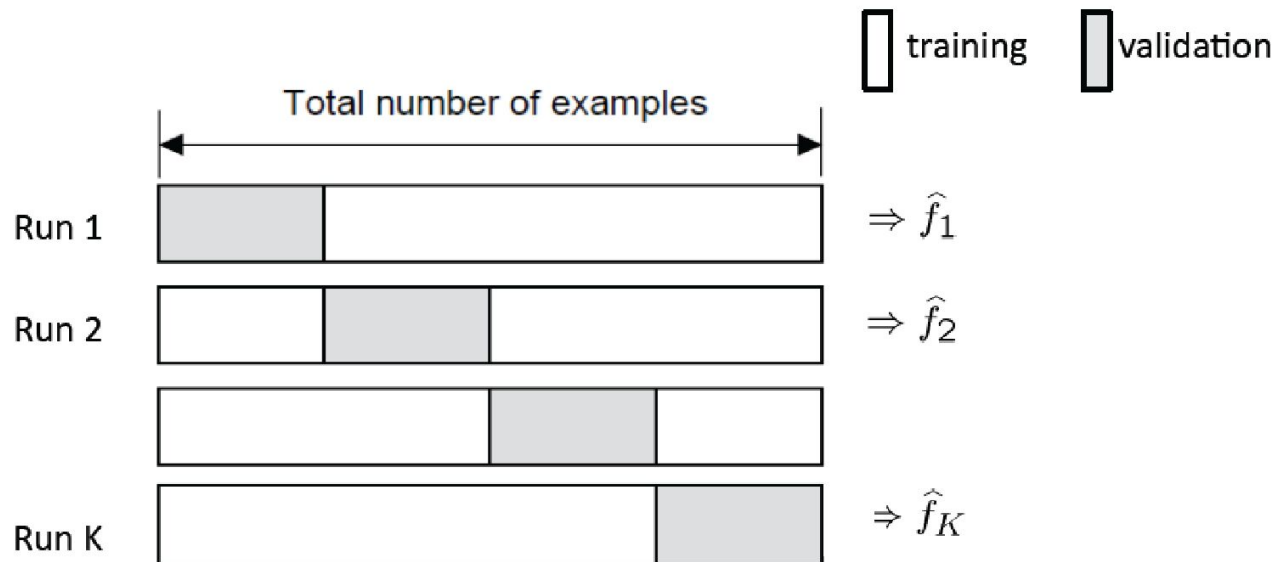 training validation
Total number of examples
Run 1 ⇒ f̂₁
Run 2 ⇒ f̂₂
Run K ⇒ f̂_K